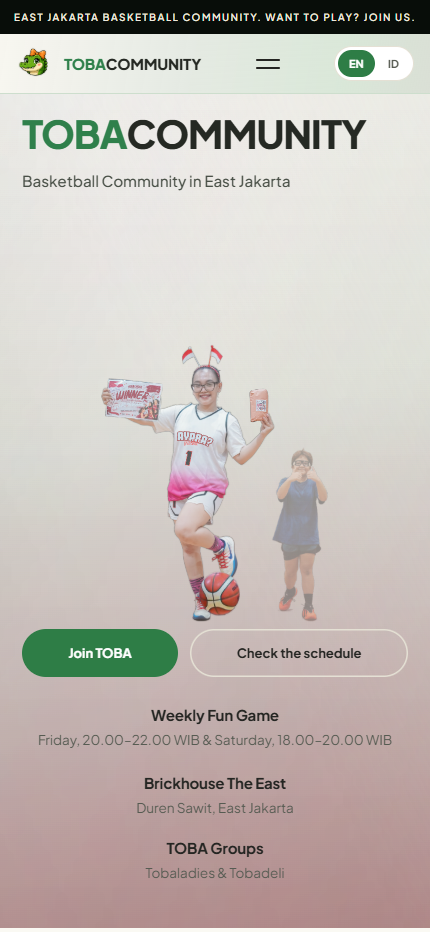 EAST JAKARTA BASKETBALL COMMUNITY. WANT TO PLAY? JOIN US.
TOBACOMMUNITY
EN
ID
TOBACOMMUNITY
Basketball Community in East Jakarta
WINNER
1
Join TOBA
Check the schedule
Weekly Fun Game
Friday, 20.00–22.00 WIB & Saturday, 18.00–20.00 WIB
Brickhouse The East
Duren Sawit, East Jakarta
TOBA Groups
Tobaladies & Tobadeli